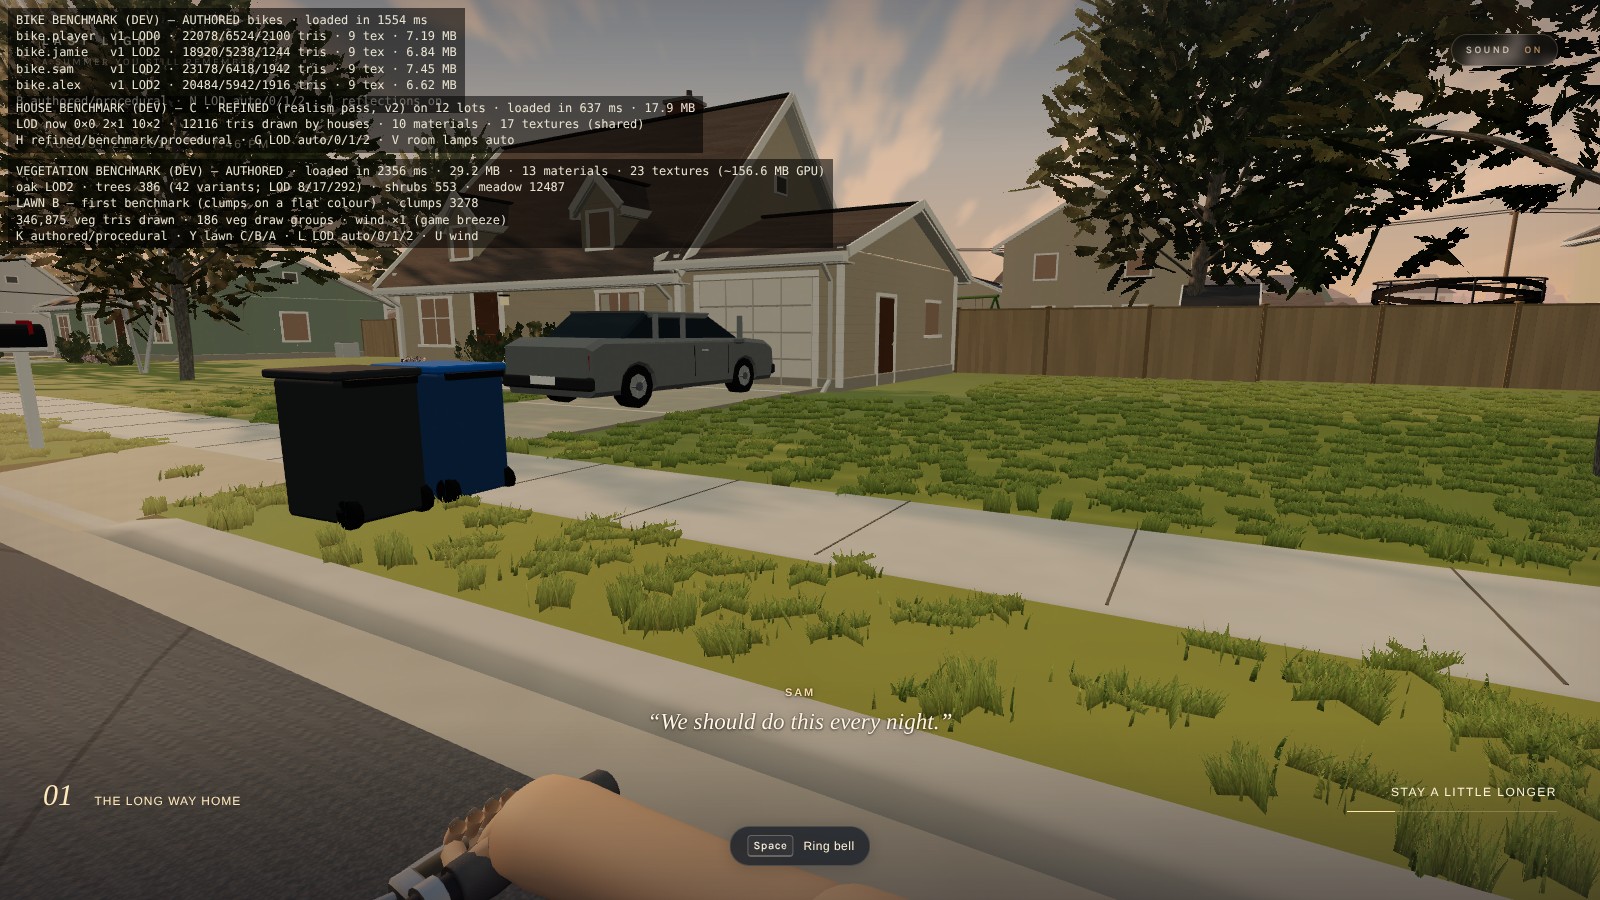 BIKE BENCHMARK (DEV) — AUTHORED bikes · loaded in 1554 ms
bike.player v1 LOD0 · 22078/6524/2100 tris · 9 tex · 7.19 MB
bike.jamie v1 LOD2 · 18920/5238/1244 tris · 9 tex · 6.84 MB
bike.sam v1 LOD2 · 23178/6418/1942 tris · 9 tex · 7.45 MB
bike.alex v1 LOD2 · 20484/5942/1916 tris · 9 tex · 6.62 MB
HOUSE BENCHMARK (DEV) — C · REFINED (realism pass, v2) on 12 lots · loaded in 637 ms · 17.9 MB
LOD now 0×0 2×1 10×2 · 12116 tris drawn by houses · 10 materials · 17 textures (shared)
H refined/benchmark/procedural · G LOD auto/0/1/2 · V room lamps auto
VEGETATION BENCHMARK (DEV) — AUTHORED · loaded in 2356 ms · 29.2 MB · 13 materials · 23 textures (~156.6 MB GPU)
oak LOD2 · trees 386 (42 variants; LOD 8/17/292) · shrubs 553 · meadow 12487
LAWN B — first benchmark (clumps on a flat colour) · clumps 3278
346,875 veg tris drawn · 186 veg draw groups · wind ×1 (game breeze)
K authored/procedural · Y lawn C/B/A · L LOD auto/0/1/2 · U wind
SOUND ON
SAM
“We should do this every night.”
01 THE LONG WAY HOME
STAY A LITTLE LONGER
Space Ring bell